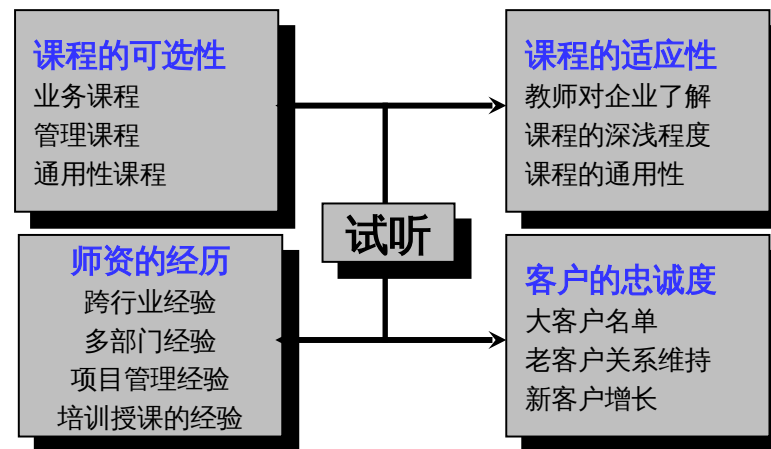 课程的可选性
业务课程
管理课程
通用性课程
课程的适应性
教师对企业了解
课程的深浅程度
课程的通用性
试听
师资的经历
跨行业经验
多部门经验
项目管理经验
培训授课的经验
客户的忠诚度
大客户名单
老客户关系维持
新客户增长